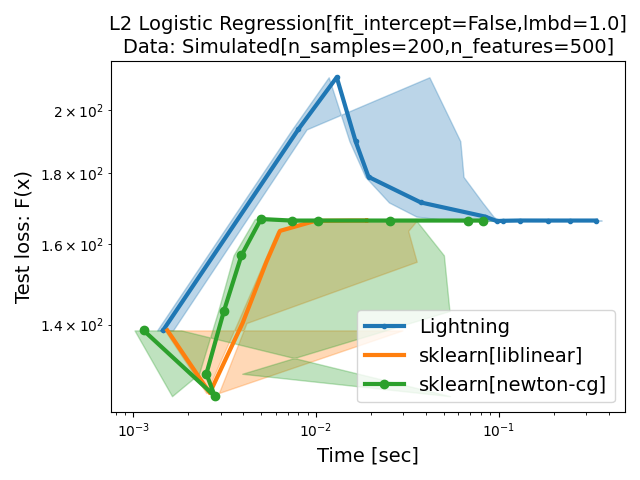 L2 Logistic Regression[fit_intercept=False,lmbd=1.0]
Data: Simulated[n_samples=200,n_features=500]
Test loss: F(x)
2 × 10²
1.8 × 10²
1.6 × 10²
1.4 × 10²
Lightning
sklearn[liblinear]
sklearn[newton-cg]
10⁻³ 10⁻² 10⁻¹
Time [sec]